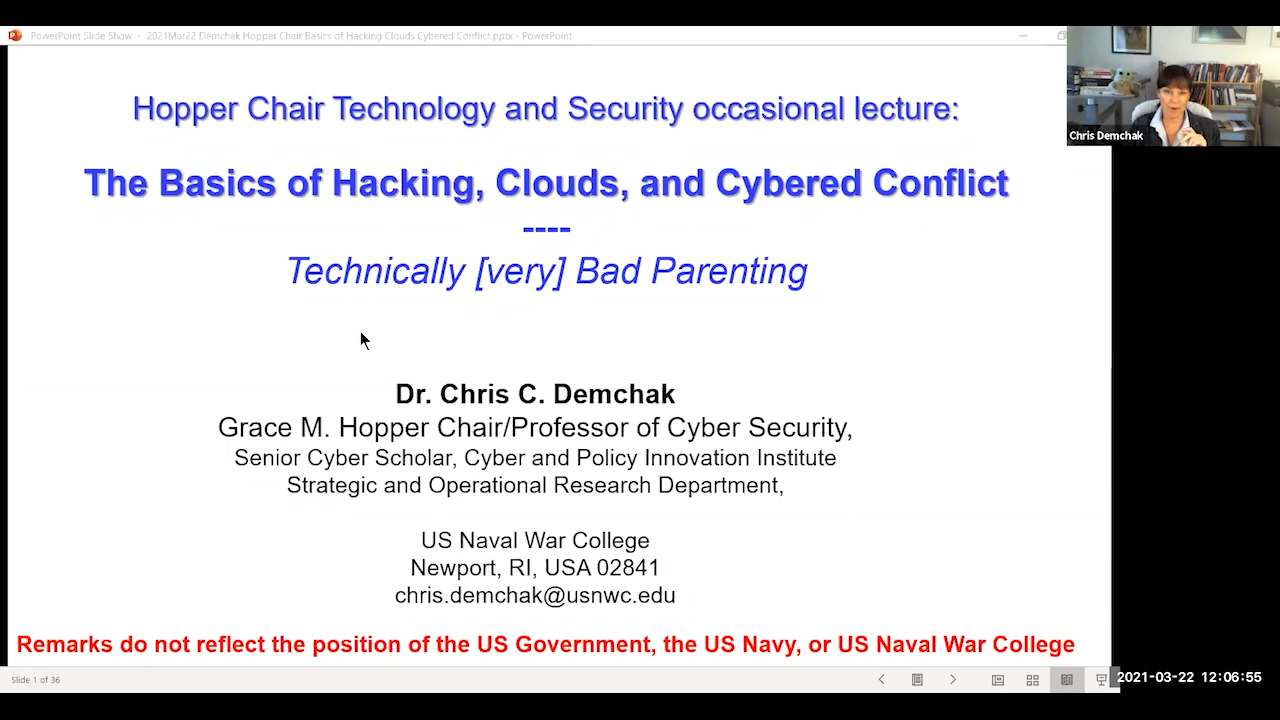 PowerPoint Slide Show - 2021Mar22 Demchak Hopper Chair Basics of Hacking Clouds Cybered Conflict.pptx - PowerPoint
Hopper Chair Technology and Security occasional lecture:
The Basics of Hacking, Clouds, and Cybered Conflict
----
Technically [very] Bad Parenting
Chris Demchak
Dr. Chris C. Demchak
Grace M. Hopper Chair/Professor of Cyber Security,
Senior Cyber Scholar, Cyber and Policy Innovation Institute
Strategic and Operational Research Department,
US Naval War College
Newport, RI, USA 02841
chris.demchak@usnwc.edu
Remarks do not reflect the position of the US Government, the US Navy, or US Naval War College
Slide 1 of 36
2021-03-22 12:06:55